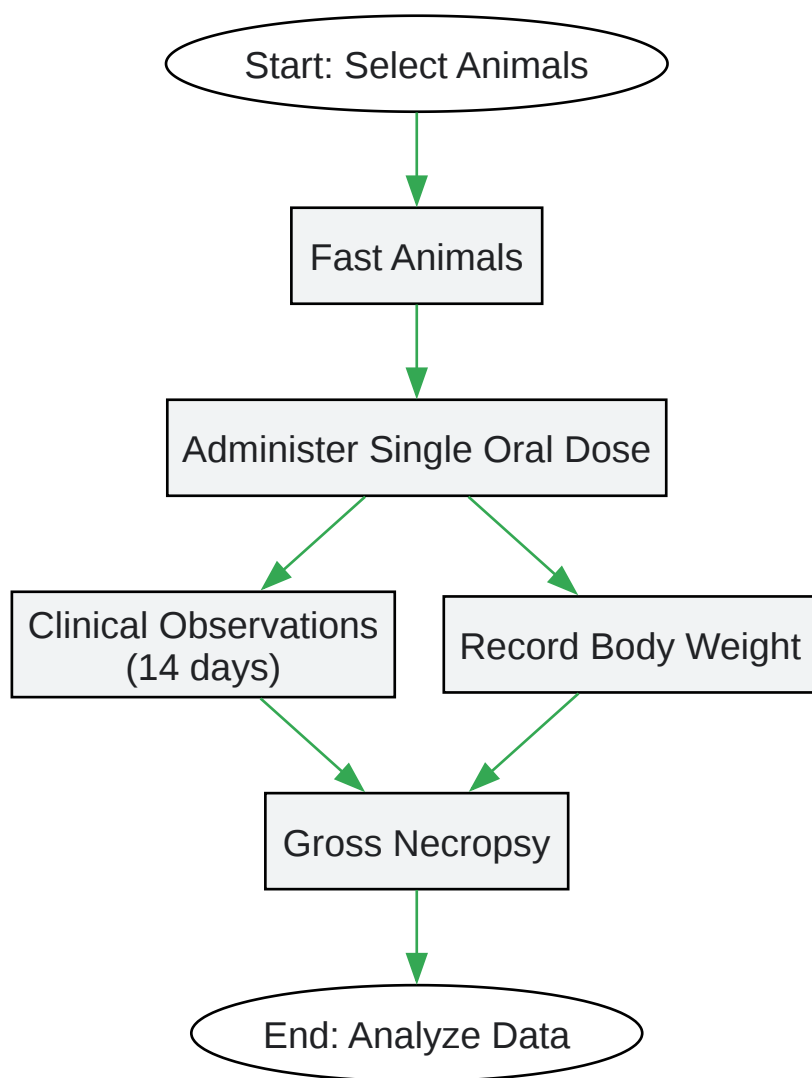 Start: Select Animals
Fast Animals
Administer Single Oral Dose
Clinical Observations
(14 days)
Record Body Weight
Gross Necropsy
End: Analyze Data